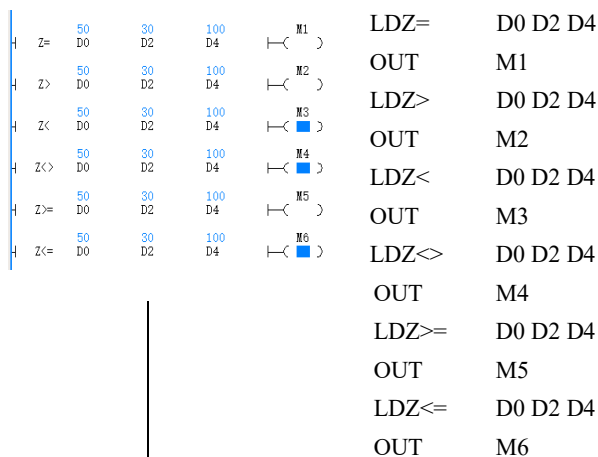 50 30 100 M1
Z= D0 D2 D4
50 30 100 M2
Z> D0 D2 D4
50 30 100 M3
Z< D0 D2 D4
50 30 100 M4
Z<> D0 D2 D4
50 30 100 M5
Z>= D0 D2 D4
50 30 100 M6
Z<= D0 D2 D4
LDZ= D0 D2 D4
OUT M1
LDZ> D0 D2 D4
OUT M2
LDZ< D0 D2 D4
OUT M3
LDZ<> D0 D2 D4
OUT M4
LDZ>= D0 D2 D4
OUT M5
LDZ<= D0 D2 D4
OUT M6